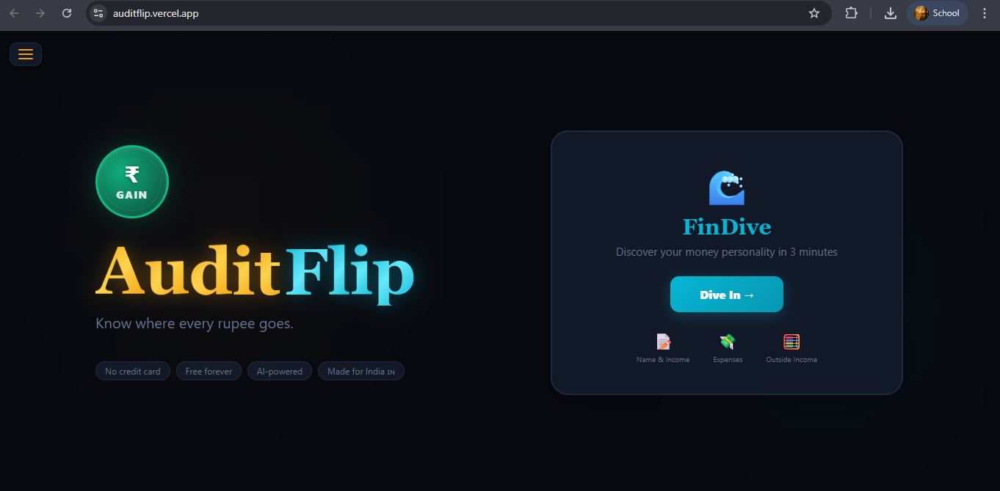 auditflip.vercel.app
School
₹
GAIN
AuditFlip
Know where every rupee goes.
No credit card
Free forever
AI-powered
Made for India IN
FinDive
Discover your money personality in 3 minutes
Dive In →
Name & Income
Expenses
Outside Income